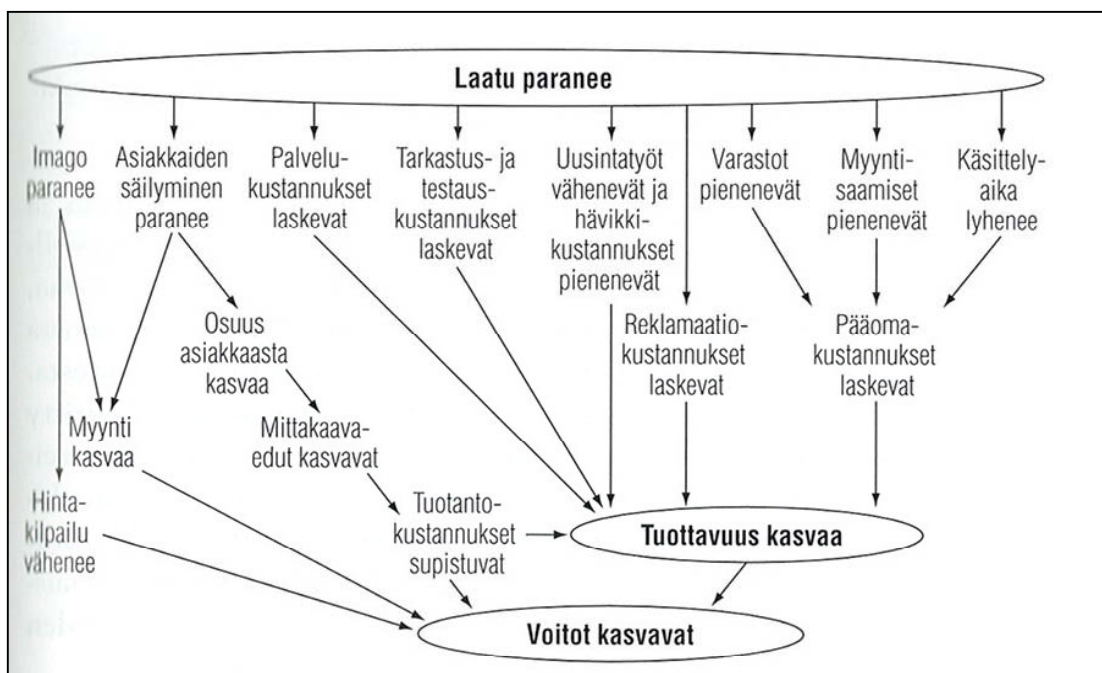 Laatu paranee
Imago
paranee
Asiakkaiden
säilyminen
paranee
Palvelu-
kustannukset
laskevat
Tarkastus- ja
testaus-
kustannukset
laskevat
Uusintatyöt
vähenevät ja
hävikki-
kustannukset
pienenevät
Varastot
pienenevät
Myynti-
saamiset
pienenevät
Käsittely-
aika
lyhenee
Reklamaatio-
kustannukset
laskevat
Pääoma-
kustannukset
laskevat
Osuus
asiakkaasta
kasvaa
Myynti
kasvaa
Mittakaava-
edut kasvavat
Hinta-
kilpailu
vähenee
Tuotanto-
kustannukset
supistuvat
Tuottavuus kasvaa
Voitot kasvavat